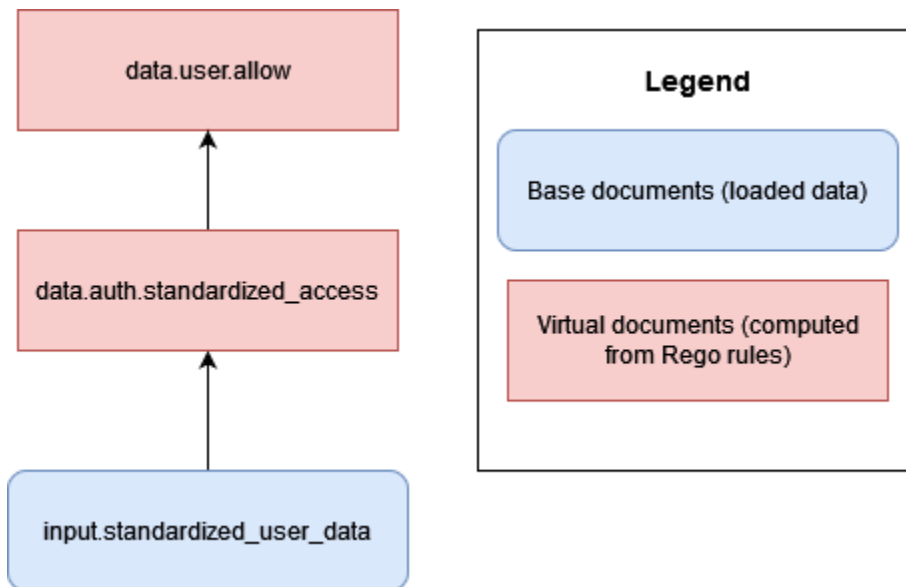 data.user.allow
data.auth.standardized_access
input.standardized_user_data
Legend
Base documents (loaded data)
Virtual documents (computed
from Rego rules)